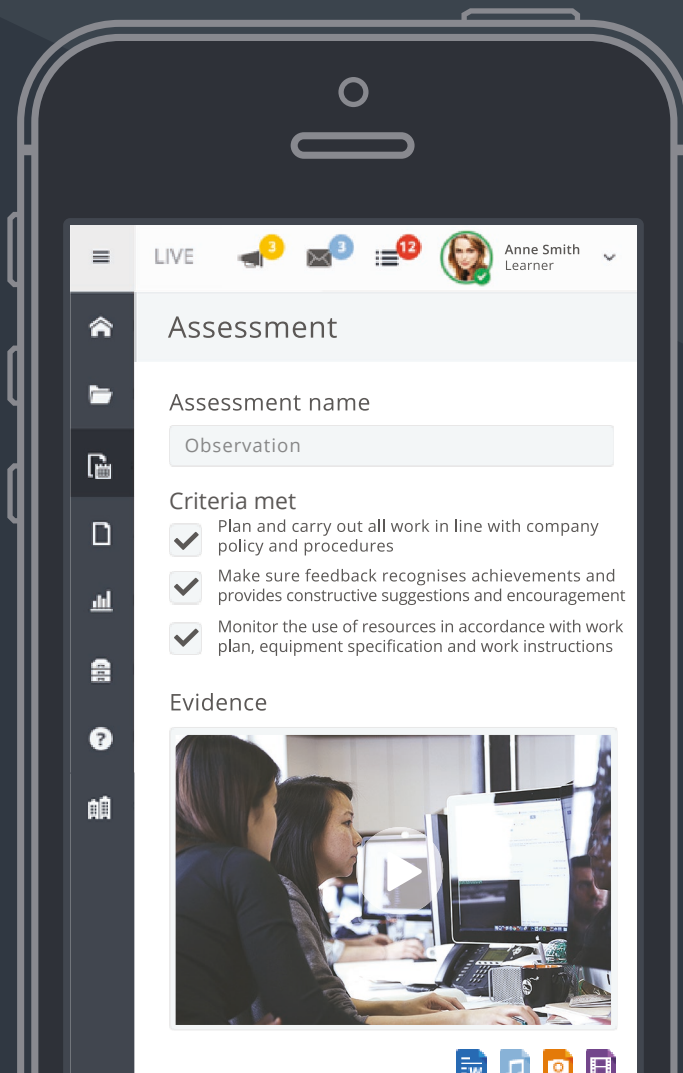 LIVE
3
3
12
Anne Smith
Learner
Assessment
Assessment name
Observation
Criteria met
Plan and carry out all work in line with company
policy and procedures
Make sure feedback recognises achievements and
provides constructive suggestions and encouragement
Monitor the use of resources in accordance with work
plan, equipment specification and work instructions
Evidence
W